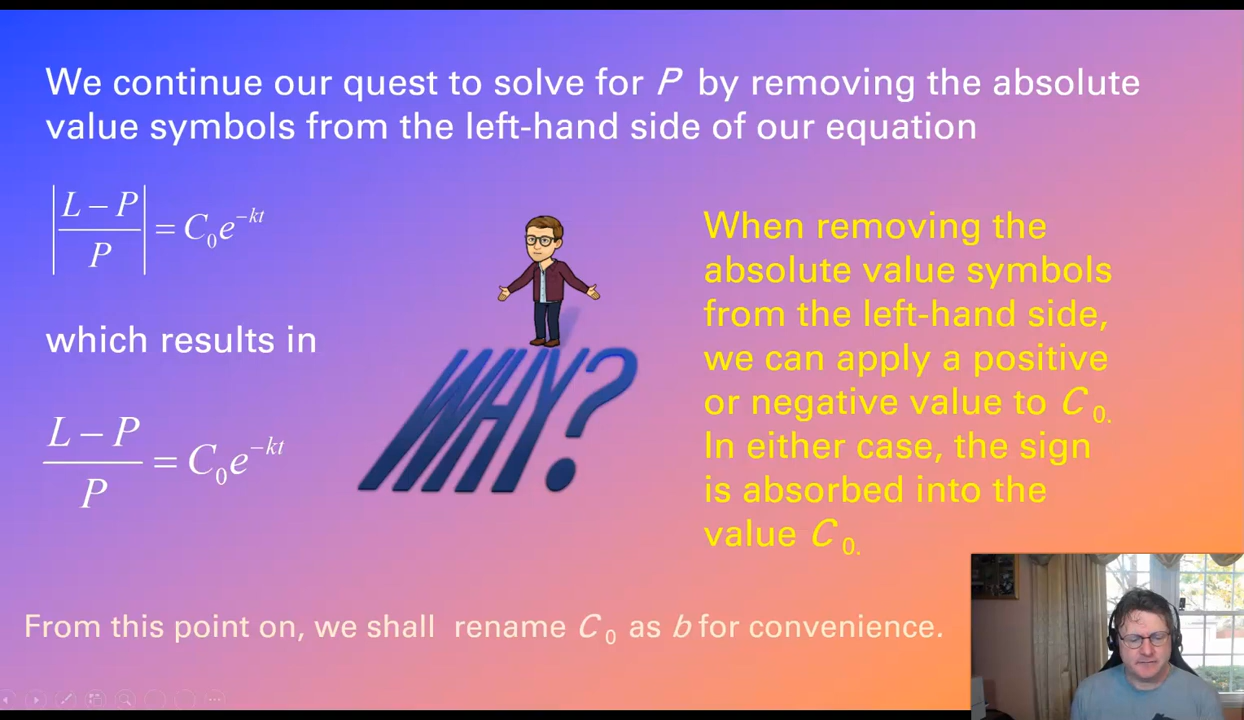 We continue our quest to solve for P by removing the absolute
value symbols from the left-hand side of our equation
|L − P / P| = C₀e^(−kt)
which results in
(L − P) / P = C₀e^(−kt)
WHY?
When removing the
absolute value symbols
from the left-hand side,
we can apply a positive
or negative value to C₀.
In either case, the sign
is absorbed into the
value C₀.
From this point on, we shall rename C₀ as b for convenience.